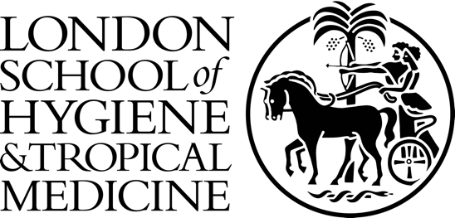 LONDON
SCHOOL of
HYGIENE
& TROPICAL
MEDICINE